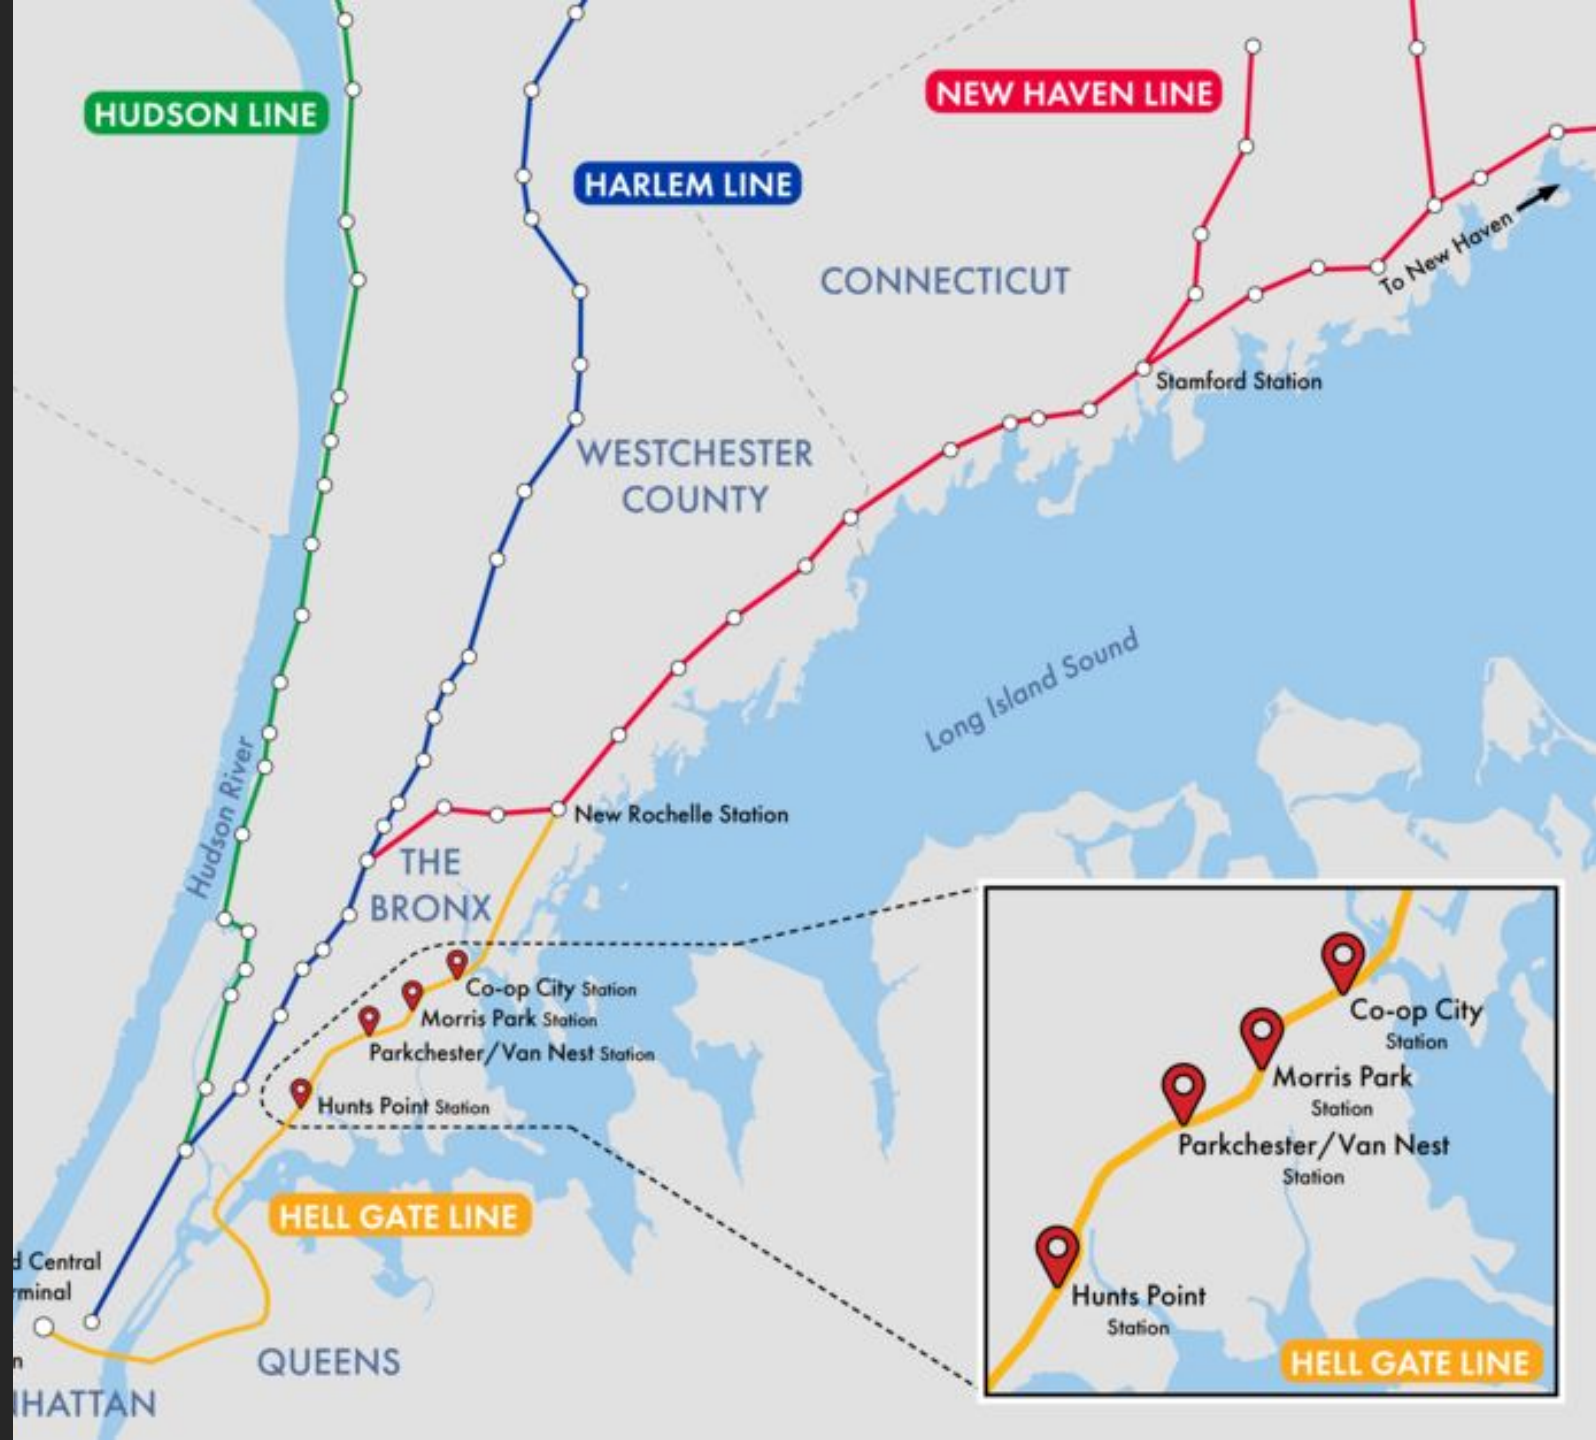 HUDSON LINE
NEW HAVEN LINE
HARLEM LINE
CONNECTICUT
To New Haven
Stamford Station
WESTCHESTER
COUNTY
Long Island Sound
Hudson River
New Rochelle Station
THE
BRONX
Co-op City Station
Morris Park Station
Parkchester/Van Nest Station
Hunts Point Station
HELL GATE LINE
d Central
rminal
n
QUEENS
NHATTAN
Co-op City
Station
Morris Park
Station
Parkchester/Van Nest
Station
Hunts Point
Station
HELL GATE LINE